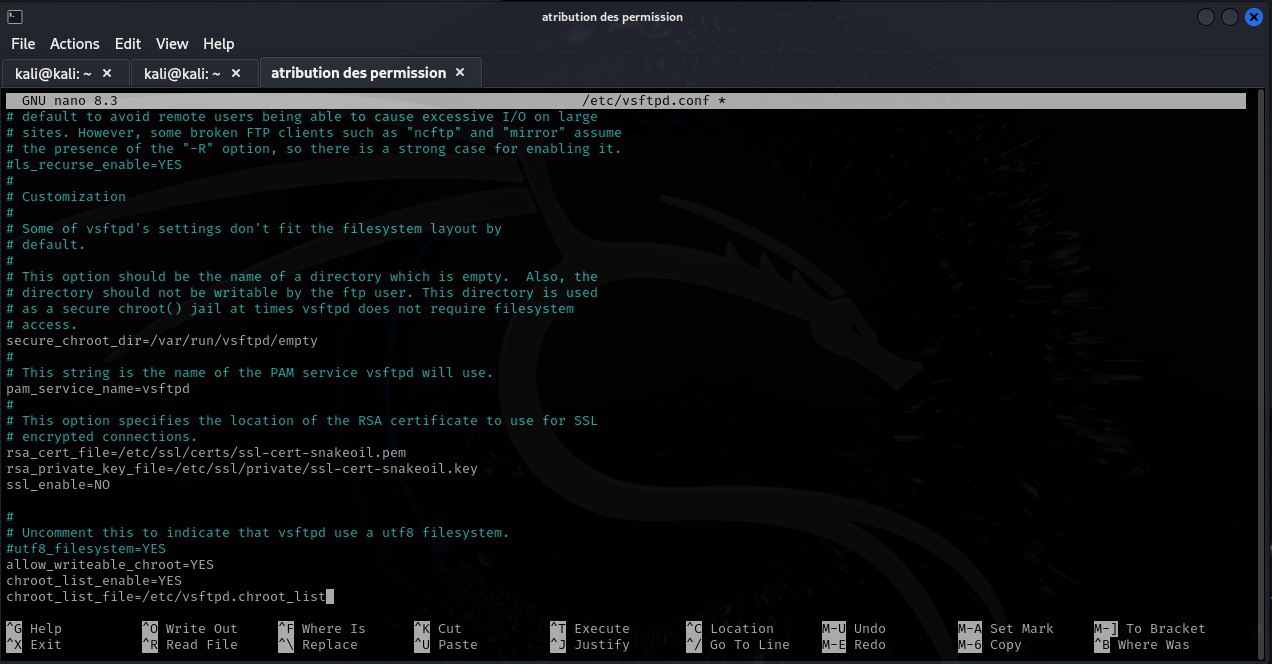 atribution des permission
File Actions Edit View Help
kali@kali: ~ × kali@kali: ~ × atribution des permission ×
GNU nano 8.3 /etc/vsftpd.conf *
# default to avoid remote users being able to cause excessive I/O on large
# sites. However, some broken FTP clients such as "ncftp" and "mirror" assume
# the presence of the "-R" option, so there is a strong case for enabling it.
#ls_recurse_enable=YES
#
# Customization
#
# Some of vsftpd's settings don't fit the filesystem layout by
# default.
#
# This option should be the name of a directory which is empty.  Also, the
# directory should not be writable by the ftp user. This directory is used
# as a secure chroot() jail at times vsftpd does not require filesystem
# access.
secure_chroot_dir=/var/run/vsftpd/empty
#
# This string is the name of the PAM service vsftpd will use.
pam_service_name=vsftpd
#
# This option specifies the location of the RSA certificate to use for SSL
# encrypted connections.
rsa_cert_file=/etc/ssl/certs/ssl-cert-snakeoil.pem
rsa_private_key_file=/etc/ssl/private/ssl-cert-snakeoil.key
ssl_enable=NO
#
# Uncomment this to indicate that vsftpd use a utf8 filesystem.
#utf8_filesystem=YES
allow_writeable_chroot=YES
chroot_list_enable=YES
chroot_list_file=/etc/vsftpd.chroot_list
^G Help ^O Write Out ^F Where Is ^K Cut ^T Execute ^C Location M-U Undo M-A Set Mark M-] To Bracket
^X Exit ^R Read File ^\ Replace ^U Paste ^J Justify ^/ Go To Line M-E Redo M-6 Copy ^B Where Was